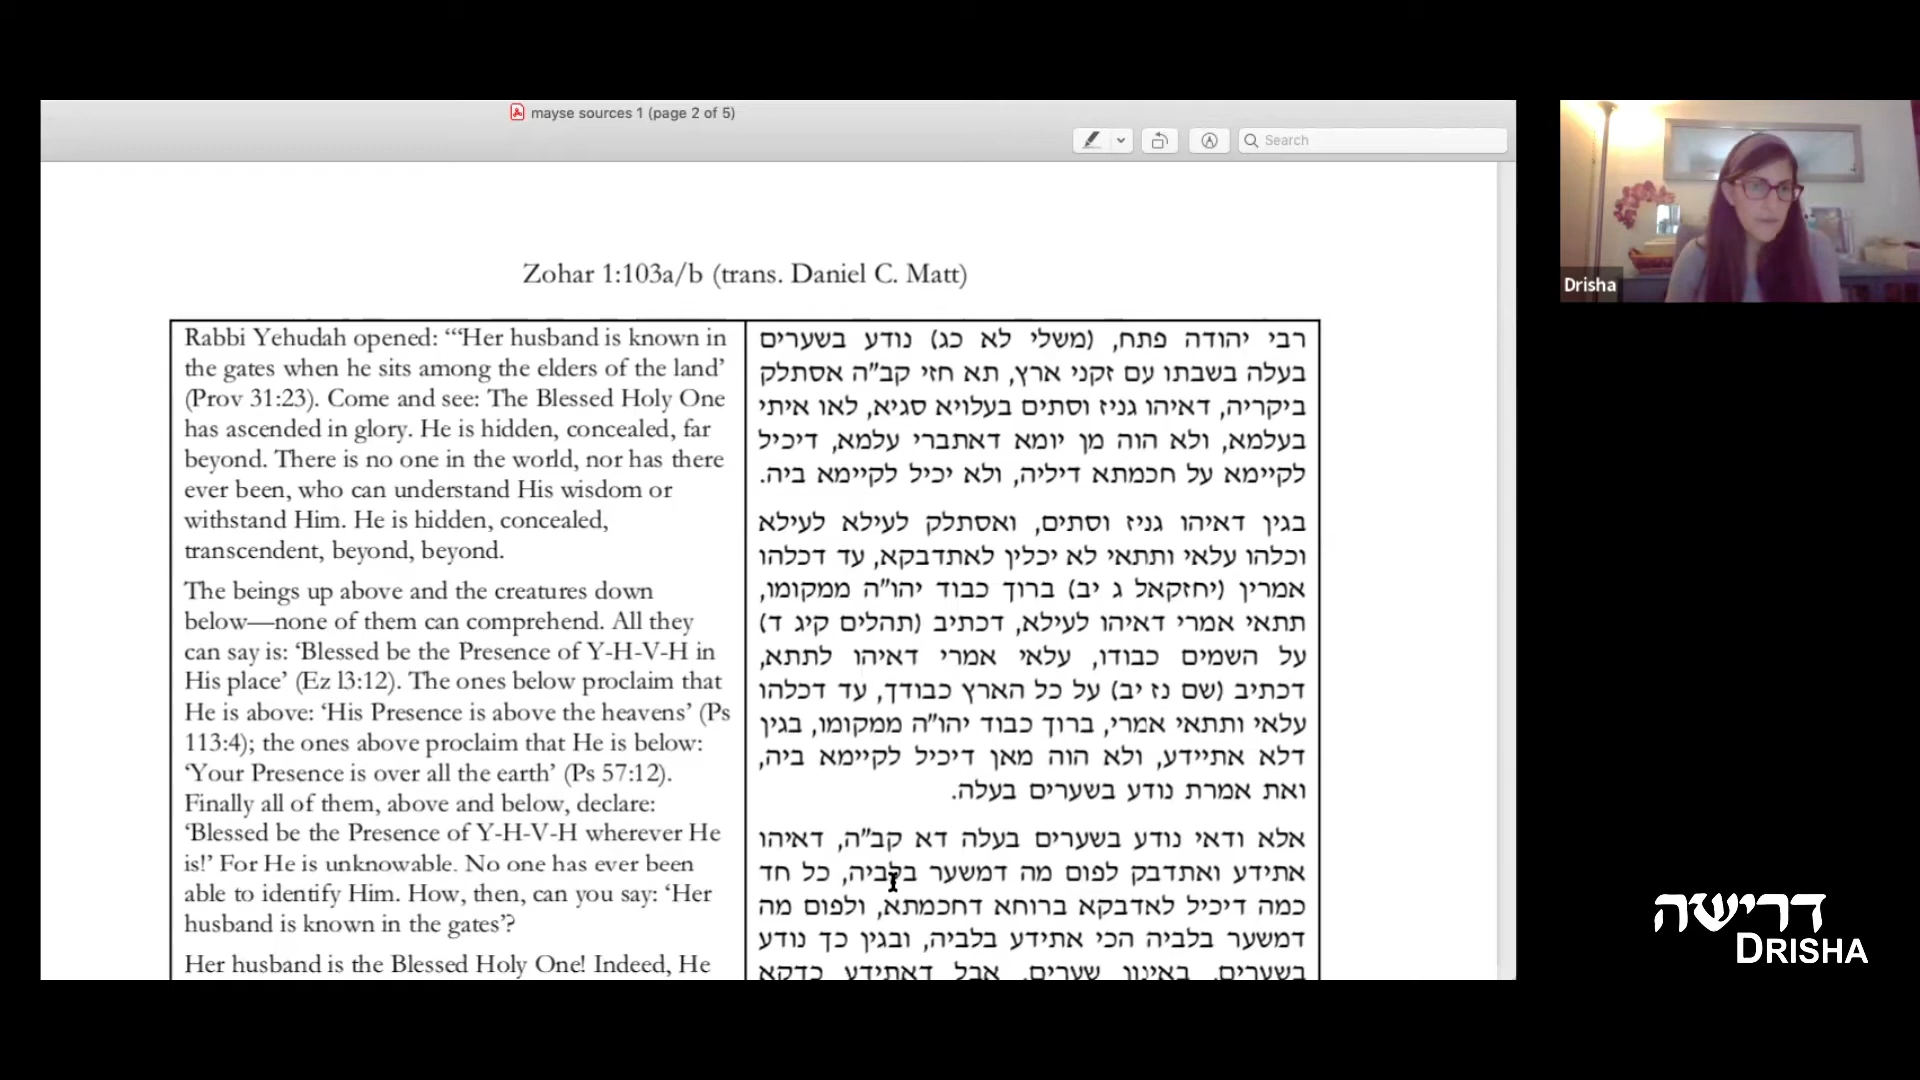 mayse sources 1 (page 2 of 5)
Search
Zohar 1:103a/b (trans. Daniel C. Matt)
Rabbi Yehudah opened: “‘Her husband is known in
the gates when he sits among the elders of the land’
(Prov 31:23). Come and see: The Blessed Holy One
has ascended in glory. He is hidden, concealed, far
beyond. There is no one in the world, nor has there
ever been, who can understand His wisdom or
withstand Him. He is hidden, concealed,
transcendent, beyond, beyond.
The beings up above and the creatures down
below—none of them can comprehend. All they
can say is: ‘Blessed be the Presence of Y-H-V-H in
His place’ (Ez l3:12). The ones below proclaim that
He is above: ‘His Presence is above the heavens’ (Ps
113:4); the ones above proclaim that He is below:
‘Your Presence is over all the earth’ (Ps 57:12).
Finally all of them, above and below, declare:
‘Blessed be the Presence of Y-H-V-H wherever He
is!’ For He is unknowable. No one has ever been
able to identify Him. How, then, can you say: ‘Her
husband is known in the gates’?
Her husband is the Blessed Holy One! Indeed, He
רבי יהודה פתח, (משלי לא כג) נודע בשערים
בעלה בשבתו עם זקני ארץ, תא חזי קב"ה אסתלק
ביקריה, דאיהו גניז וסתים בעלויא סגיא, לאו איתי
בעלמא, ולא הוה מן יומא דאתברי עלמא, דיכיל
לקיימא על חכמתא דיליה, ולא יכיל לקיימא ביה.
בגין דאיהו גניז וסתים, ואסתלק לעילא לעילא
וכלהו עלאי ותתאי לא יכלין לאתדבקא, עד דכלהו
אמרין (יחזקאל ג יב) ברוך כבוד יהו"ה ממקומו,
תתאי אמרי דאיהו לעילא, דכתיב (תהלים קיג ד)
על השמים כבודו, עלאי אמרי דאיהו לתתא,
דכתיב (שם נז יב) על כל הארץ כבודך, עד דכלהו
עלאי ותתאי אמרי, ברוך כבוד יהו"ה ממקומו, בגין
דלא אתיידע, ולא הוה מאן דיכיל לקיימא ביה,
ואת אמרת נודע בשערים בעלה.
אלא ודאי נודע בשערים בעלה דא קב"ה, דאיהו
אתידע ואתדבק לפום מה דמשער בלביה, כל חד
כמה דיכיל לאדבקא ברוחא דחכמתא, ולפום מה
דמשער בלביה הכי אתידע בלביה, ובגין כך נודע
בשערים, באינון שערים, אבל דאתידע כדקא
Drisha
דרישה
DRISHA